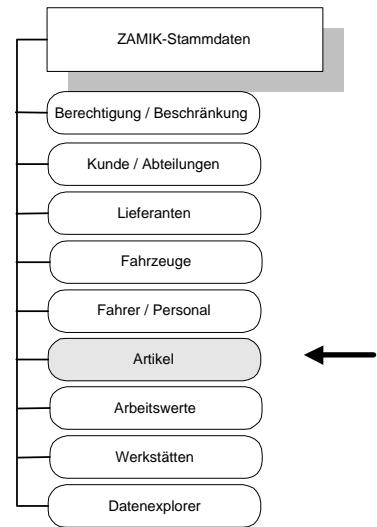 ZAMIK-Stammdaten
Berechtigung / Beschränkung
Kunde / Abteilungen
Lieferanten
Fahrzeuge
Fahrer / Personal
Artikel
Arbeitswerte
Werkstätten
Datenexplorer